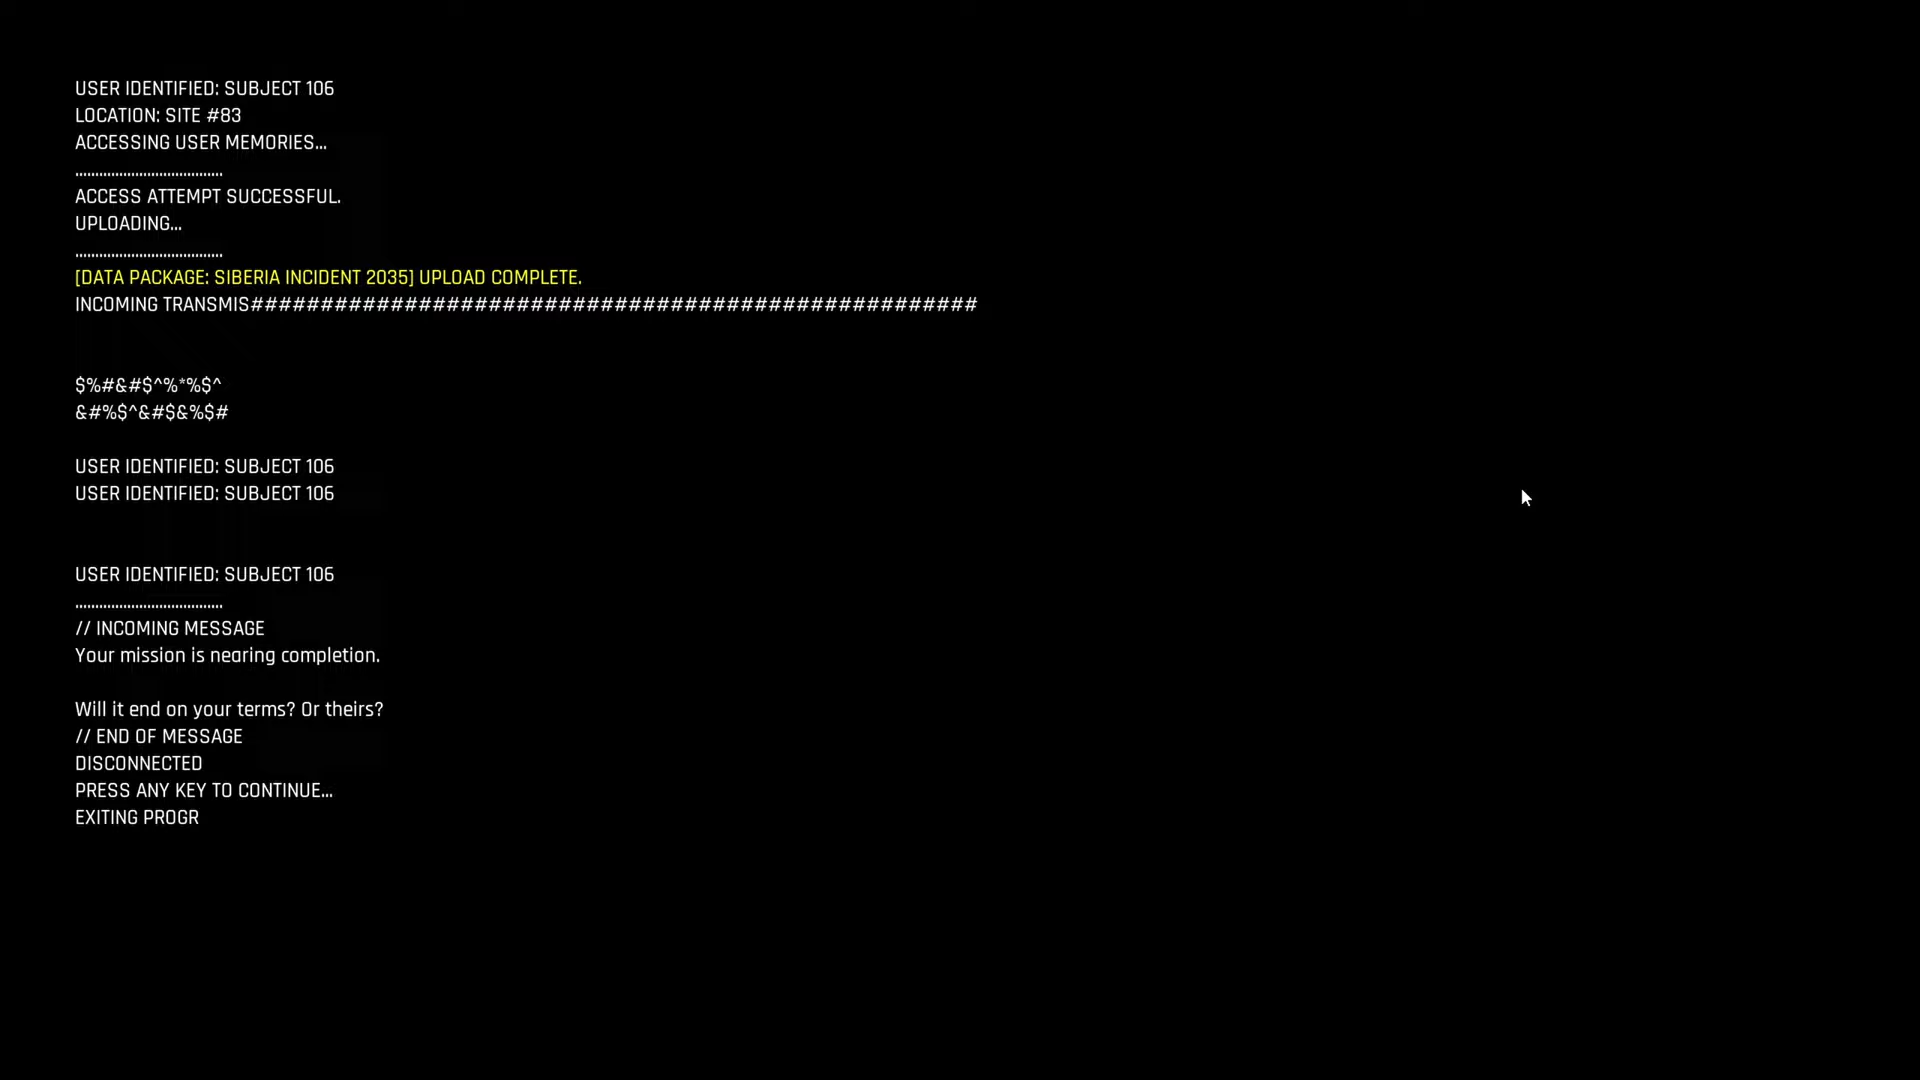 USER IDENTIFIED: SUBJECT 106
LOCATION: SITE #83
ACCESSING USER MEMORIES...
.....................................
ACCESS ATTEMPT SUCCESSFUL.
UPLOADING...
.....................................
[DATA PACKAGE: SIBERIA INCIDENT 2035] UPLOAD COMPLETE.
INCOMING TRANSMIS####################################################
$%#&#$^%*%$^
&#%$^&#$&%$#
USER IDENTIFIED: SUBJECT 106
USER IDENTIFIED: SUBJECT 106
USER IDENTIFIED: SUBJECT 106
.....................................
// INCOMING MESSAGE
Your mission is nearing completion.
Will it end on your terms? Or theirs?
// END OF MESSAGE
DISCONNECTED
PRESS ANY KEY TO CONTINUE...
EXITING PROGR